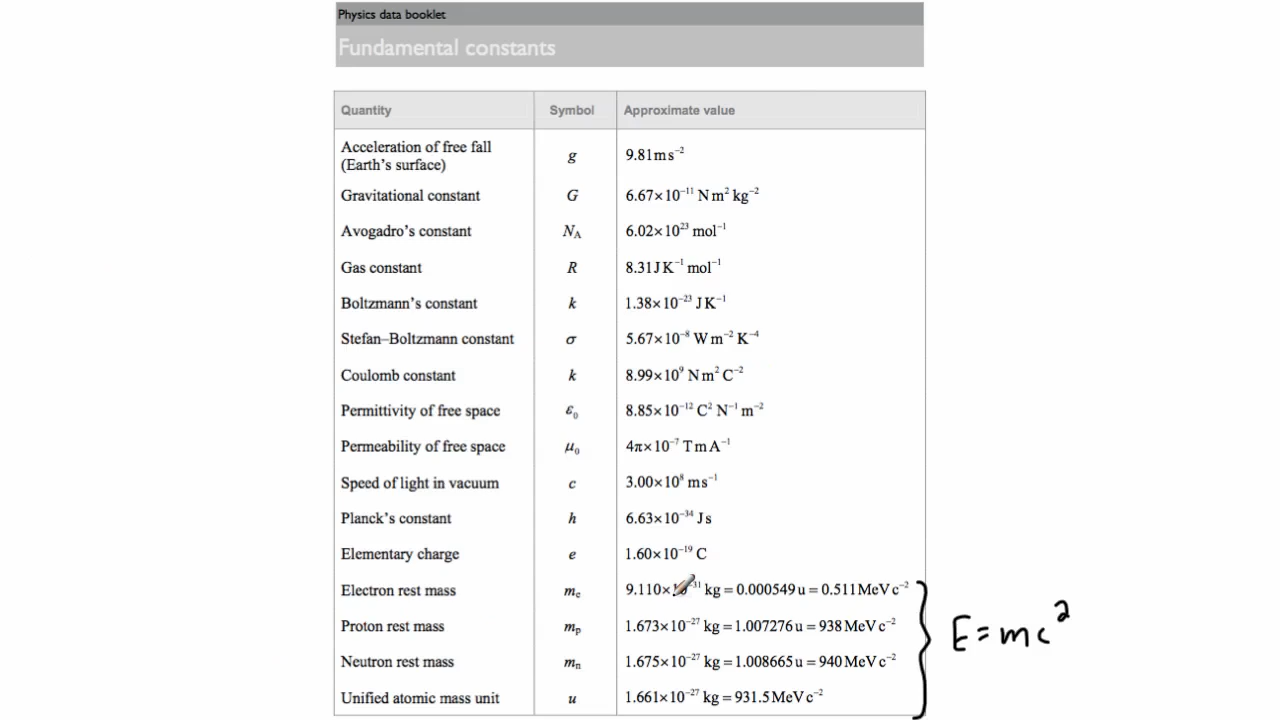 Physics data booklet
Fundamental constants
Quantity Symbol Approximate value
Acceleration of free fall
(Earth's surface) g 9.81 m s⁻²
Gravitational constant G 6.67×10⁻¹¹ N m² kg⁻²
Avogadro's constant N_A 6.02×10²³ mol⁻¹
Gas constant R 8.31 J K⁻¹ mol⁻¹
Boltzmann's constant k 1.38×10⁻²³ J K⁻¹
Stefan–Boltzmann constant σ 5.67×10⁻⁸ W m⁻² K⁻⁴
Coulomb constant k 8.99×10⁹ N m² C⁻²
Permittivity of free space ε₀ 8.85×10⁻¹² C² N⁻¹ m⁻²
Permeability of free space μ₀ 4π×10⁻⁷ T m A⁻¹
Speed of light in vacuum c 3.00×10⁸ m s⁻¹
Planck's constant h 6.63×10⁻³⁴ J s
Elementary charge e 1.60×10⁻¹⁹ C
Electron rest mass mₑ 9.110× ⁻³¹ kg = 0.000549 u = 0.511 MeV c⁻²
Proton rest mass mₚ 1.673×10⁻²⁷ kg = 1.007276 u = 938 MeV c⁻²
Neutron rest mass mₙ 1.675×10⁻²⁷ kg = 1.008665 u = 940 MeV c⁻²
Unified atomic mass unit u 1.661×10⁻²⁷ kg = 931.5 MeV c⁻²
E = mc²